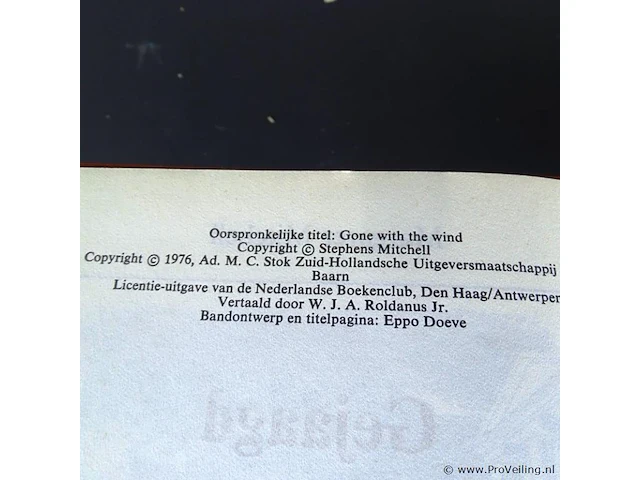 Oorspronkelijke titel: Gone with the wind
Copyright © Stephens Mitchell
Copyright © 1976, Ad. M. C. Stok Zuid-Hollandsche Uitgeversmaatschappij
Baarn
Licentie-uitgave van de Nederlandse Boekenclub, Den Haag/Antwerpen
Vertaald door W. J. A. Roldanus Jr.
Bandontwerp en titelpagina: Eppo Doeve
Gejaagd
© www.ProVeiling.nl